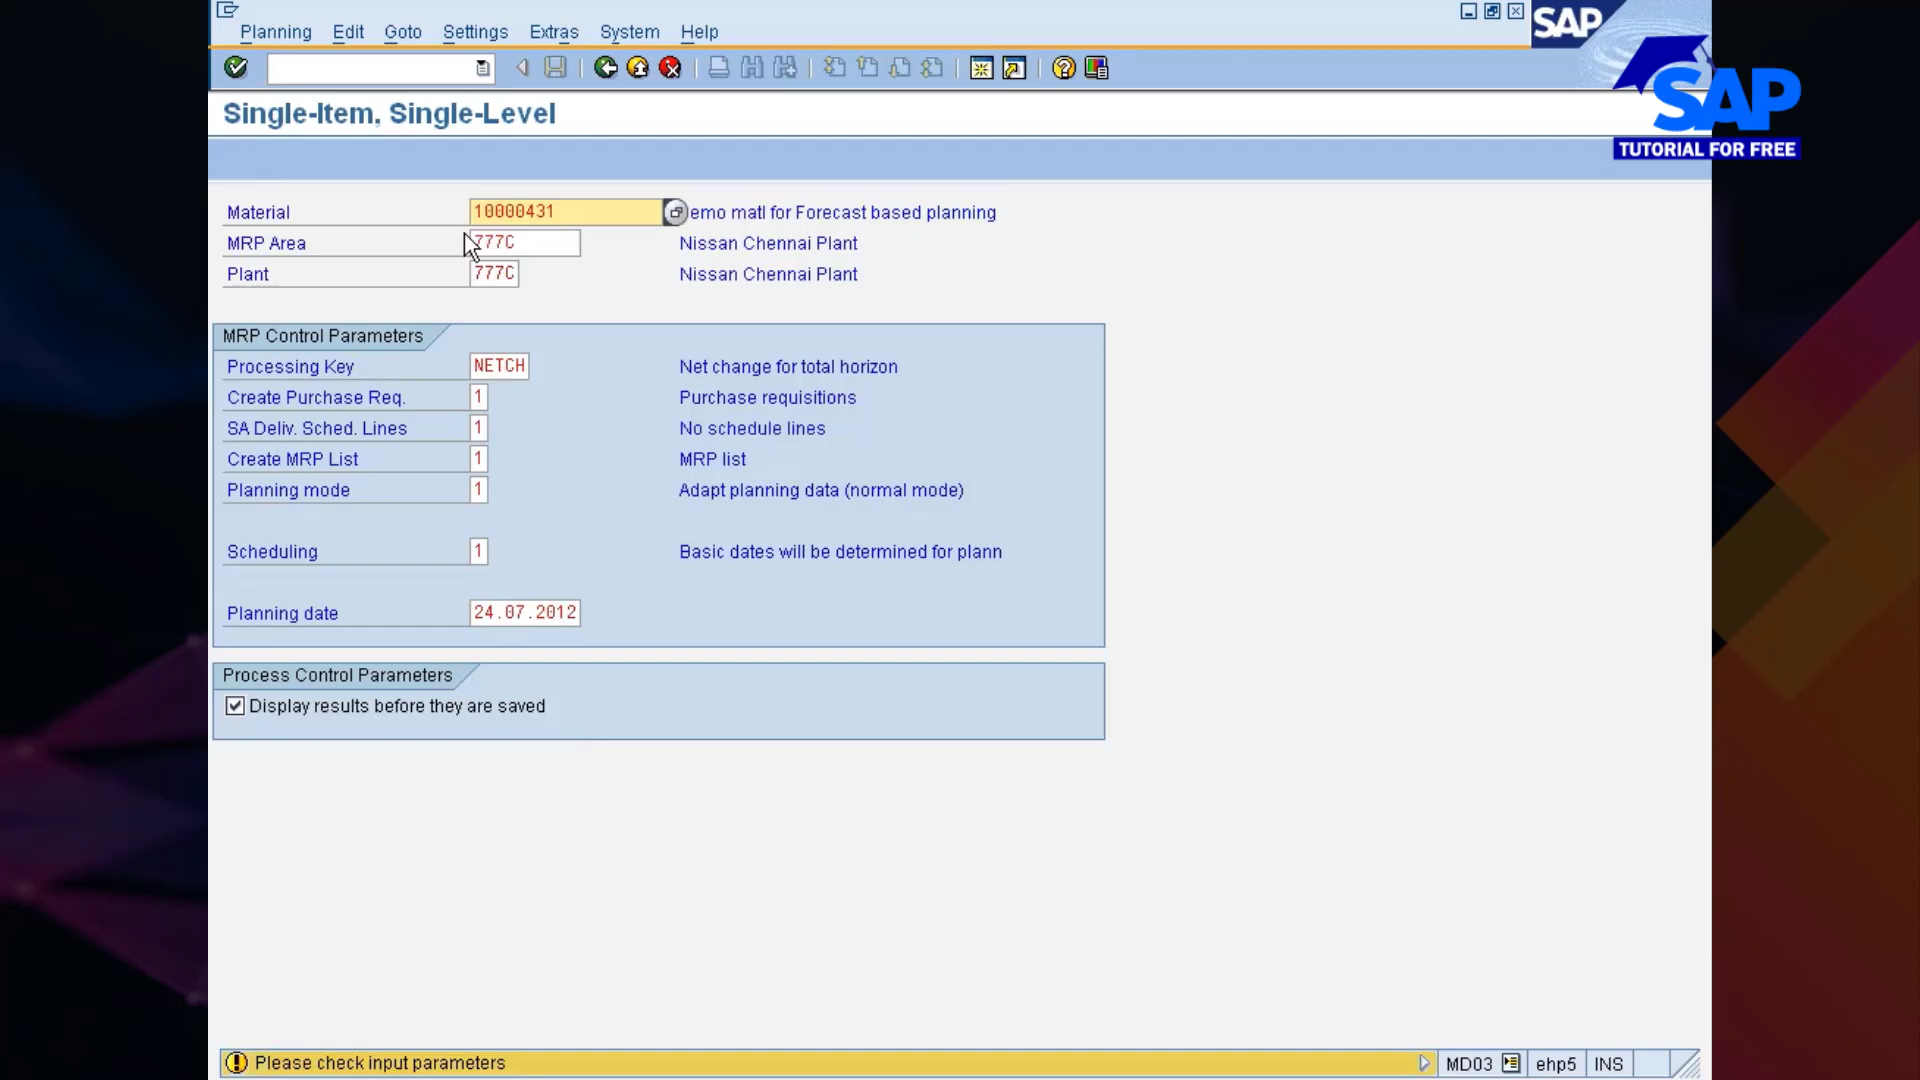 Planning Edit Goto Settings Extras System Help
SAP
Single-Item, Single-Level
SAP
TUTORIAL FOR FREE
Material 10000431 emo matl for Forecast based planning
MRP Area 777C Nissan Chennai Plant
Plant 777C Nissan Chennai Plant
MRP Control Parameters
Processing Key NETCH Net change for total horizon
Create Purchase Req. 1 Purchase requisitions
SA Deliv. Sched. Lines 1 No schedule lines
Create MRP List 1 MRP list
Planning mode 1 Adapt planning data (normal mode)
Scheduling 1 Basic dates will be determined for plann
Planning date 24.07.2012
Process Control Parameters
Display results before they are saved
Please check input parameters MD03 ehp5 INS